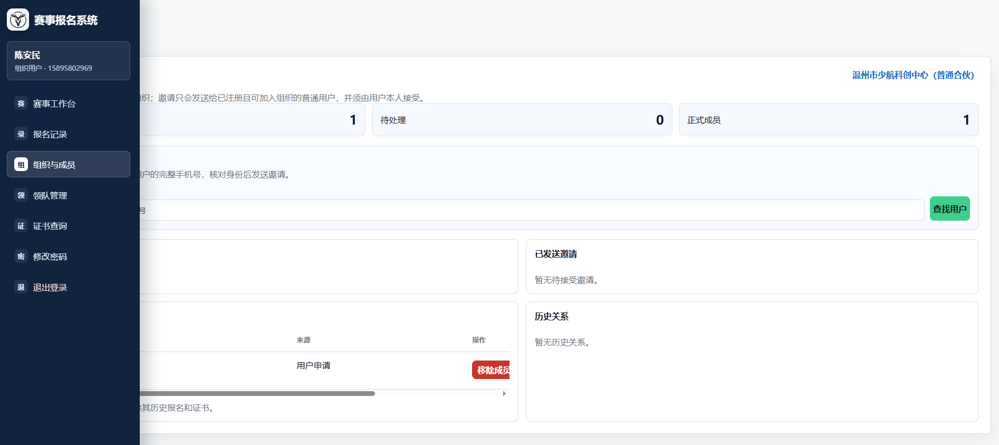 赛事报名系统
陈安民
组织用户 · 15895802969
赛 赛事工作台
录 报名记录
组 组织与成员
领 领队管理
证 证书查询
密 修改密码
退 退出登录
温州市少航科创中心（普通合伙）
织；邀请只会发送给已注册且可加入组织的普通用户，并须由用户本人接受。
1
待处理 0
正式成员 1
户的完整手机号，核对身份后发送邀请。
号
查找用户
已发送邀请
暂无待接受邀请。
来源 操作
用户申请 移除成员
其历史报名和证书。
历史关系
暂无历史关系。